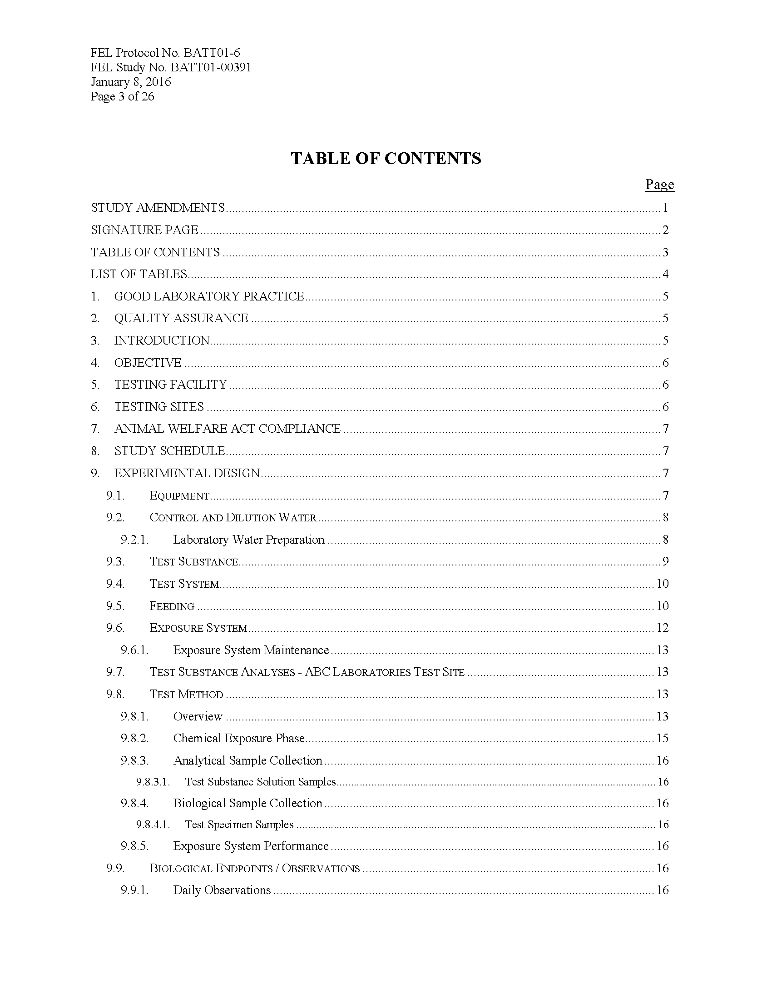 FEL Protocol No. BATT01-6
FEL Study No. BATT01-00391
January 8, 2016
Page 3 of 26
TABLE OF CONTENTS
Page
STUDY AMENDMENTS 1
SIGNATURE PAGE 2
TABLE OF CONTENTS 3
LIST OF TABLES 4
1. GOOD LABORATORY PRACTICE 5
2. QUALITY ASSURANCE 5
3. INTRODUCTION 5
4. OBJECTIVE 6
5. TESTING FACILITY 6
6. TESTING SITES 6
7. ANIMAL WELFARE ACT COMPLIANCE 7
8. STUDY SCHEDULE 7
9. EXPERIMENTAL DESIGN 7
9.1. EQUIPMENT 7
9.2. CONTROL AND DILUTION WATER 8
9.2.1. Laboratory Water Preparation 8
9.3. TEST SUBSTANCE 9
9.4. TEST SYSTEM 10
9.5. FEEDING 10
9.6. EXPOSURE SYSTEM 12
9.6.1. Exposure System Maintenance 13
9.7. TEST SUBSTANCE ANALYSES - ABC LABORATORIES TEST SITE 13
9.8. TEST METHOD 13
9.8.1. Overview 13
9.8.2. Chemical Exposure Phase 15
9.8.3. Analytical Sample Collection 16
9.8.3.1. Test Substance Solution Samples 16
9.8.4. Biological Sample Collection 16
9.8.4.1. Test Specimen Samples 16
9.8.5. Exposure System Performance 16
9.9. BIOLOGICAL ENDPOINTS / OBSERVATIONS 16
9.9.1. Daily Observations 16